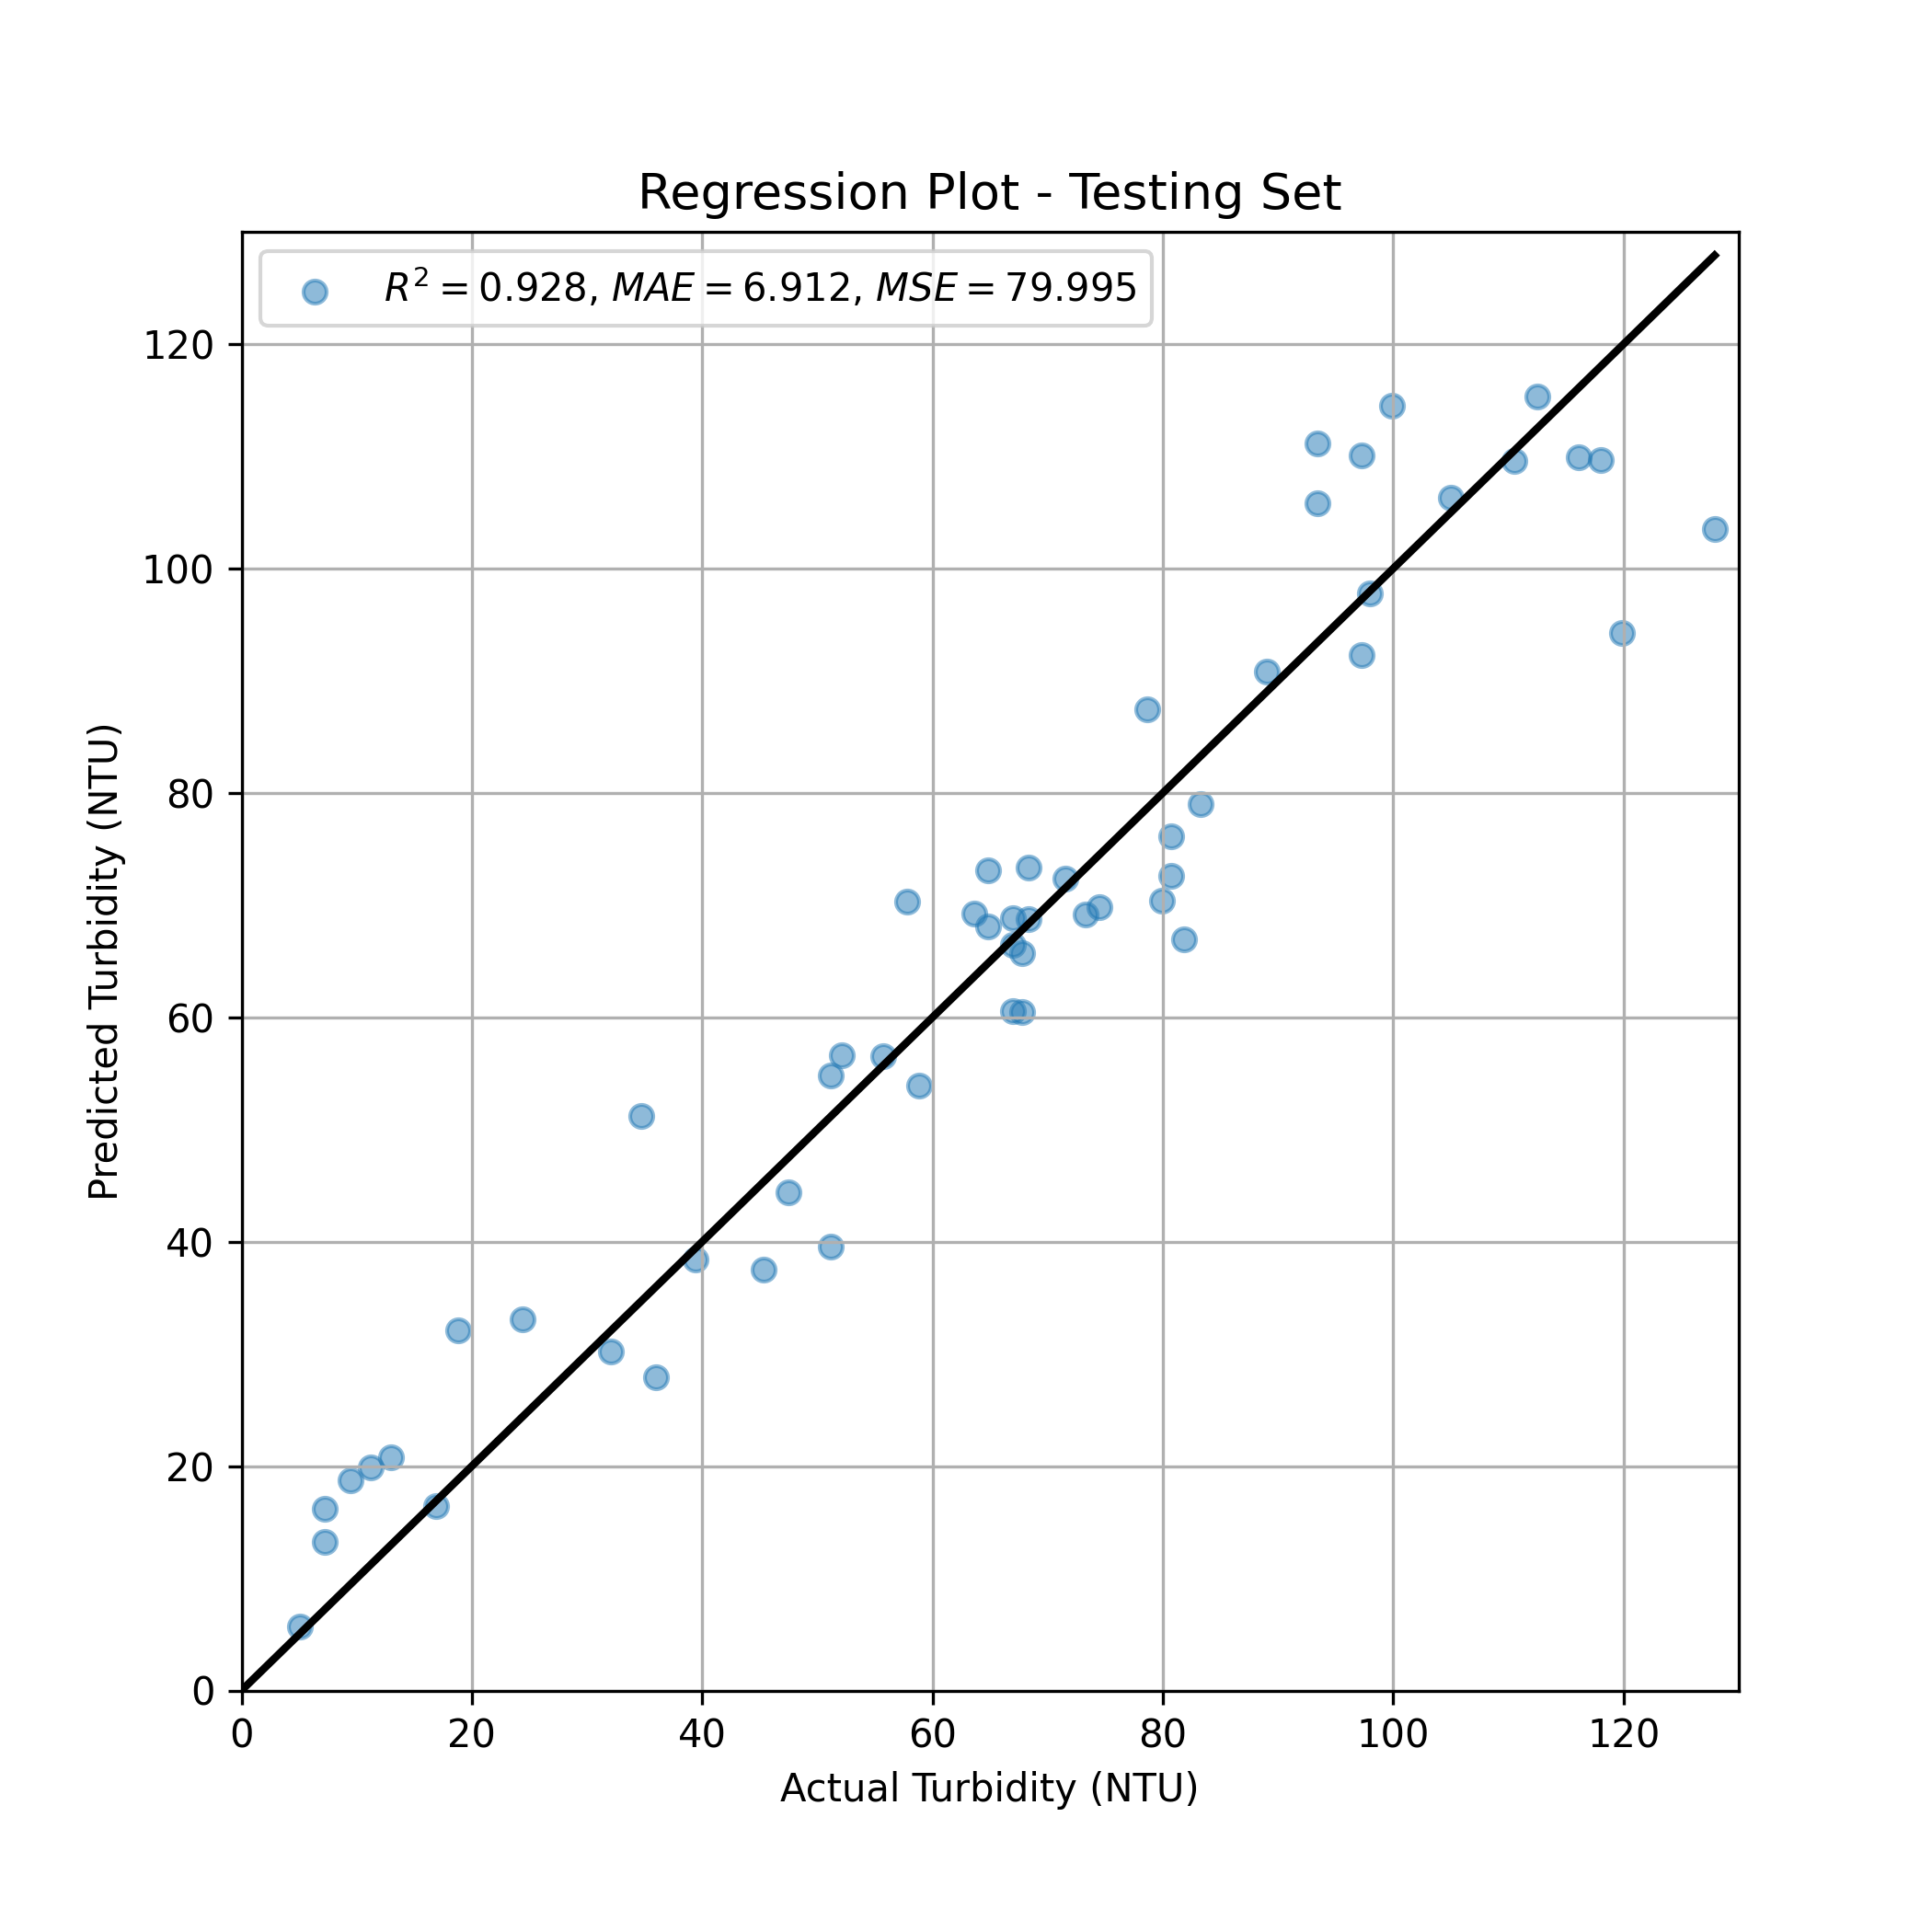 Regression Plot - Testing Set
R² = 0.928, MAE = 6.912, MSE = 79.995
120
100
80
60
40
20
0
Predicted Turbidity (NTU)
0 20 40 60 80 100 120
Actual Turbidity (NTU)